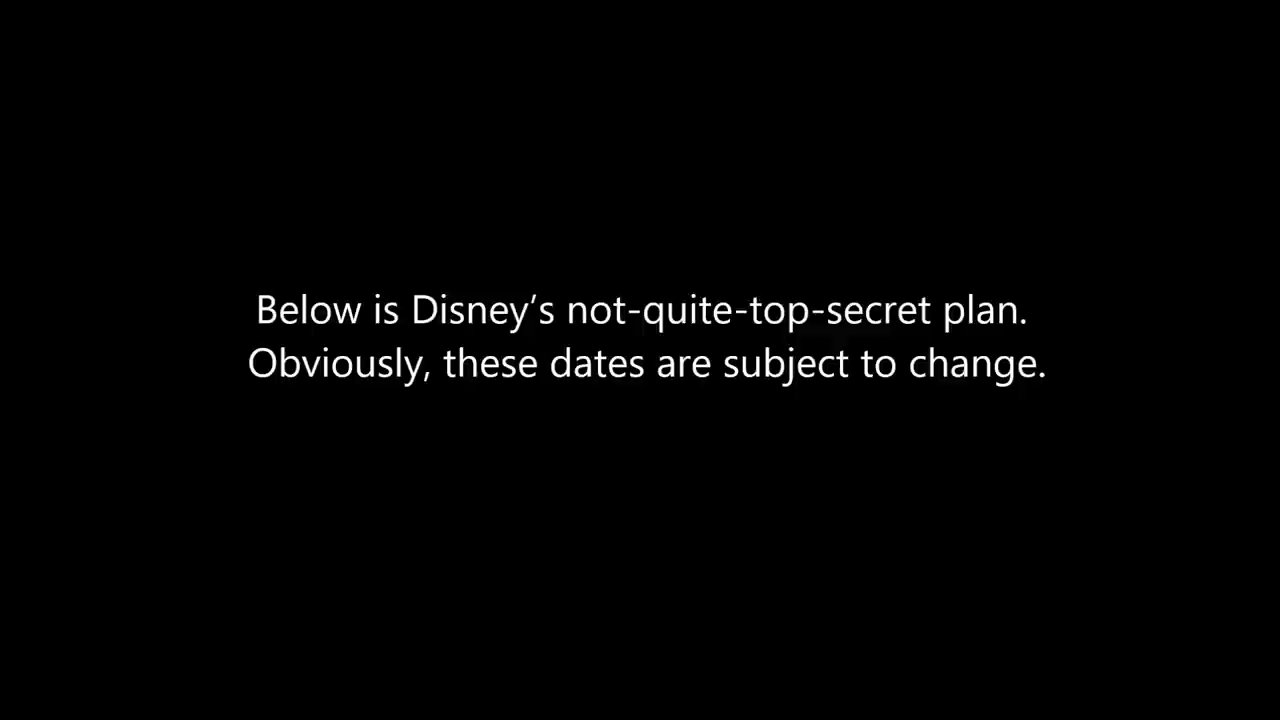 Below is Disney’s not-quite-top-secret plan.
Obviously, these dates are subject to change.